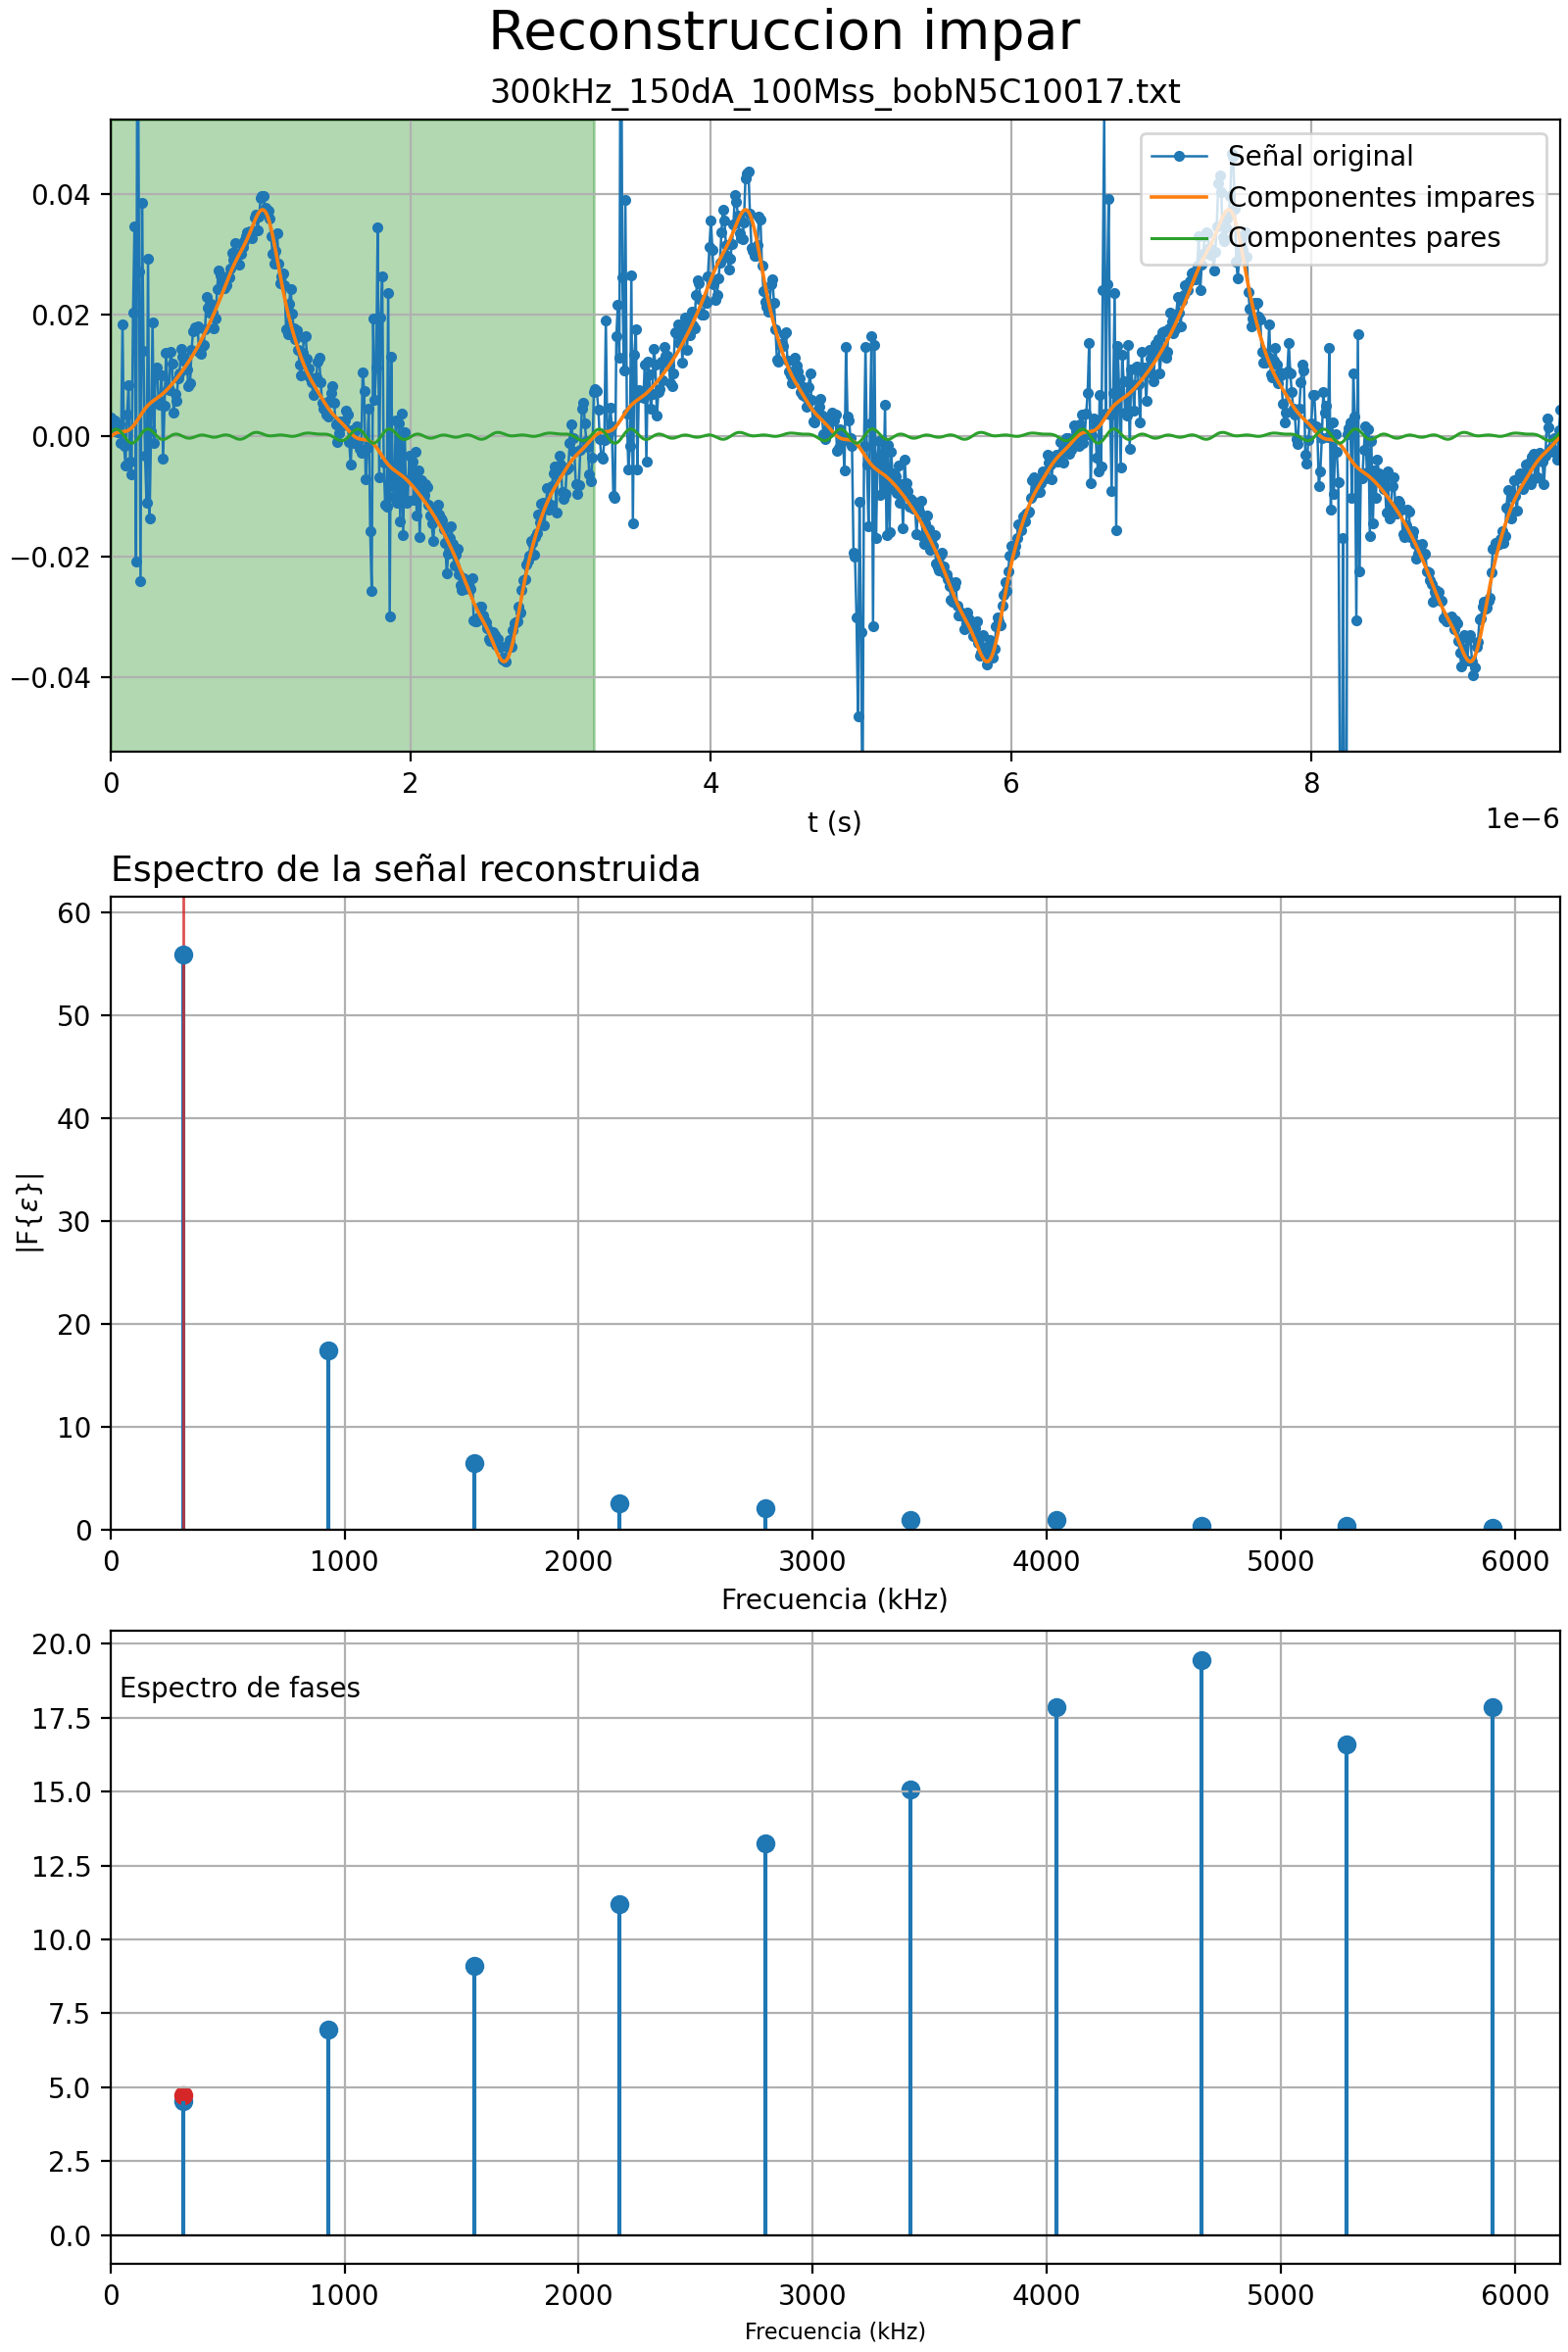 Reconstruccion impar
300kHz_150dA_100Mss_bobN5C10017.txt
Señal original
Componentes impares
Componentes pares
0.04
0.02
0.00
−0.02
−0.04
0 2 4 6 8
1e−6
t (s)
Espectro de la señal reconstruida
60
50
40
30
20
10
0
|F{ε}|
0 1000 2000 3000 4000 5000 6000
Frecuencia (kHz)
Espectro de fases
20.0
17.5
15.0
12.5
10.0
7.5
5.0
2.5
0.0
0 1000 2000 3000 4000 5000 6000
Frecuencia (kHz)